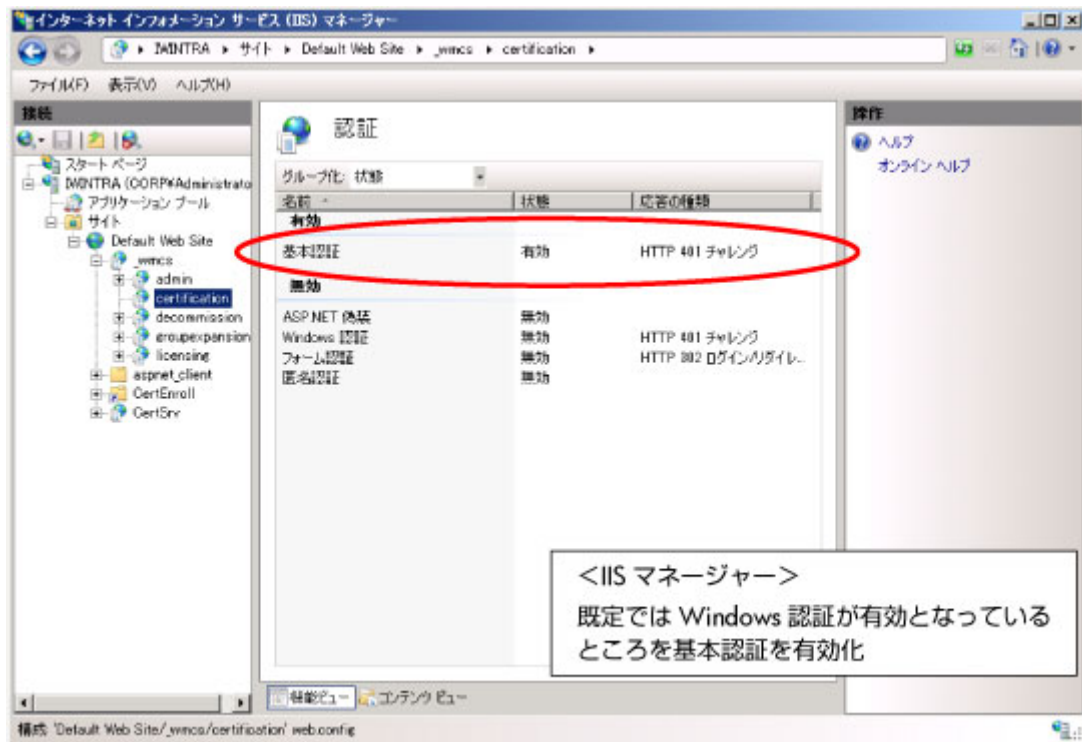 インターネット インフォメーション サービス (IIS) マネージャー
IWINTRA ▸ サイト ▸ Default Web Site ▸ _wmcs ▸ certification ▸
ファイル(F) 表示(V) ヘルプ(H)
接続
スタート ページ
IWINTRA (CORP¥Administrato
アプリケーション プール
サイト
Default Web Site
_wmcs
admin
certification
decommission
groupexpansion
licensing
aspnet_client
CertEnroll
CertSrv
認証
グループ化: 状態
名前 状態 応答の種類
有効
基本認証 有効 HTTP 401 チャレンジ
無効
ASP.NET 偽装 無効
Windows 認証 無効 HTTP 401 チャレンジ
フォーム認証 無効 HTTP 302 ログイン/リダイレ...
匿名認証 無効
機能ビュー コンテンツ ビュー
操作
ヘルプ
オンライン ヘルプ
<IIS マネージャー>
既定では Windows 認証が有効となっている
ところを基本認証を有効化
構成: 'Default Web Site/_wmcs/certification' web.config